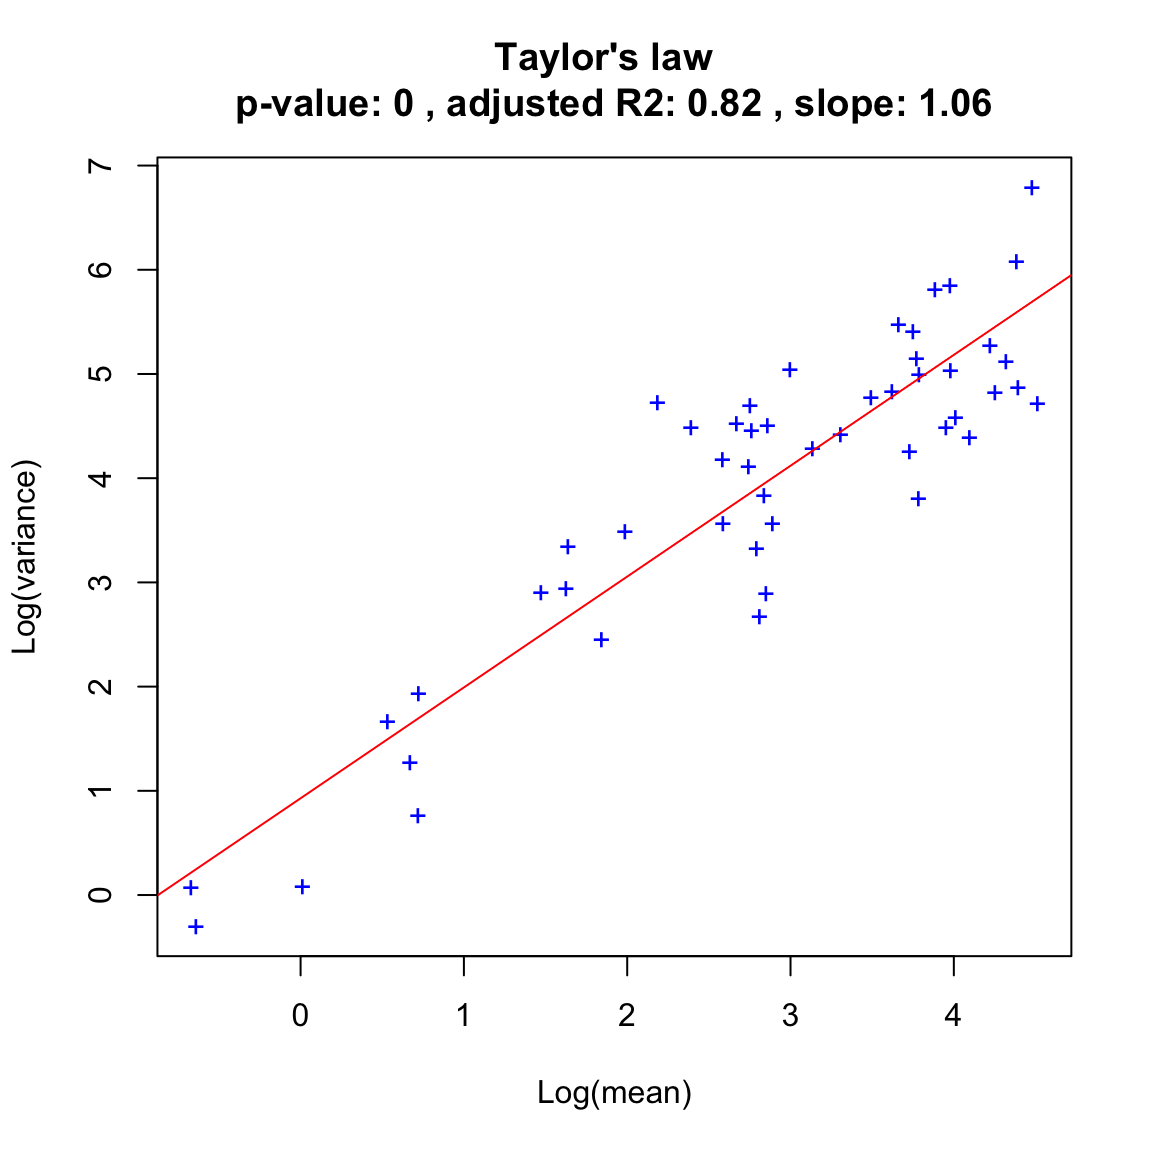 Taylor's law
p-value: 0 , adjusted R2: 0.82 , slope: 1.06
7
6
5
4
3
2
1
0
Log(variance)
0 1 2 3 4
Log(mean)